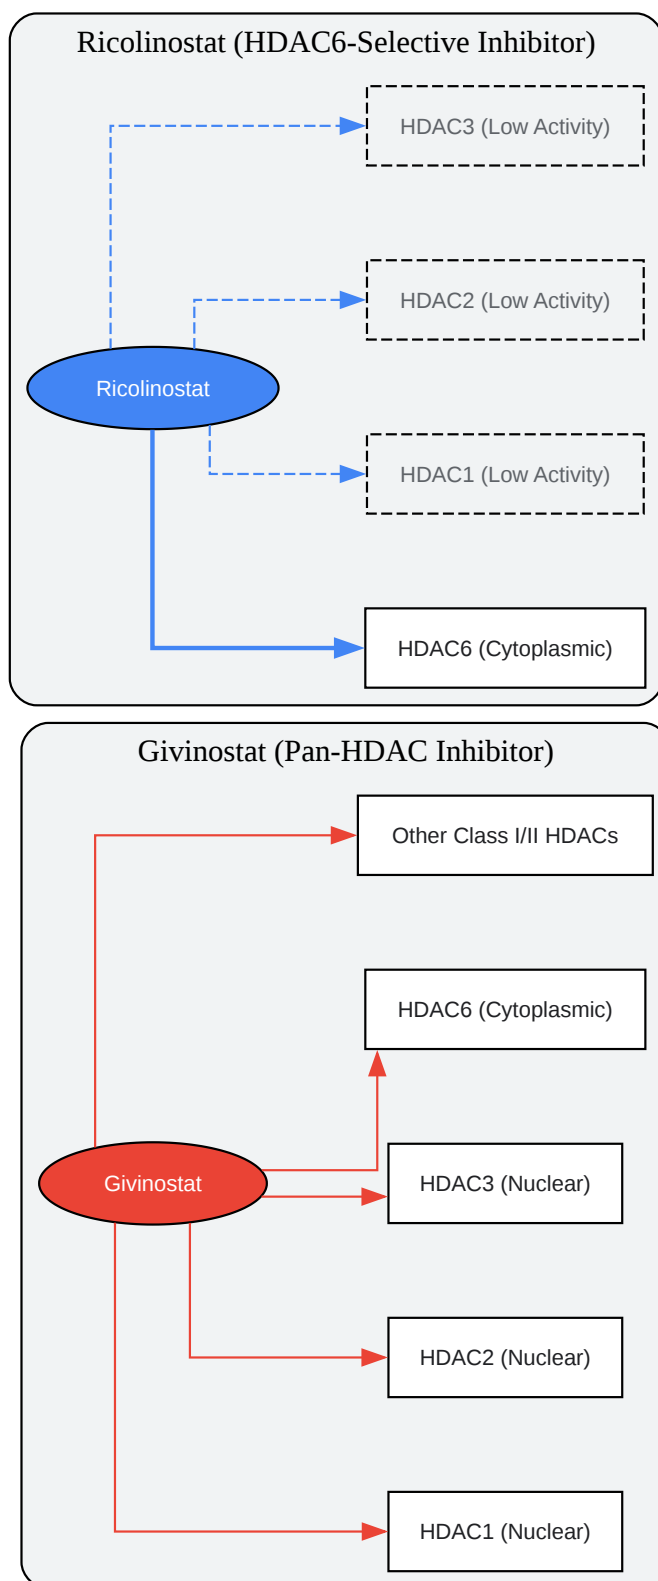 Ricolinostat (HDAC6-Selective Inhibitor)
HDAC3 (Low Activity)
HDAC2 (Low Activity)
Ricolinostat
HDAC1 (Low Activity)
HDAC6 (Cytoplasmic)
Givinostat (Pan-HDAC Inhibitor)
Other Class I/II HDACs
HDAC6 (Cytoplasmic)
Givinostat
HDAC3 (Nuclear)
HDAC2 (Nuclear)
HDAC1 (Nuclear)